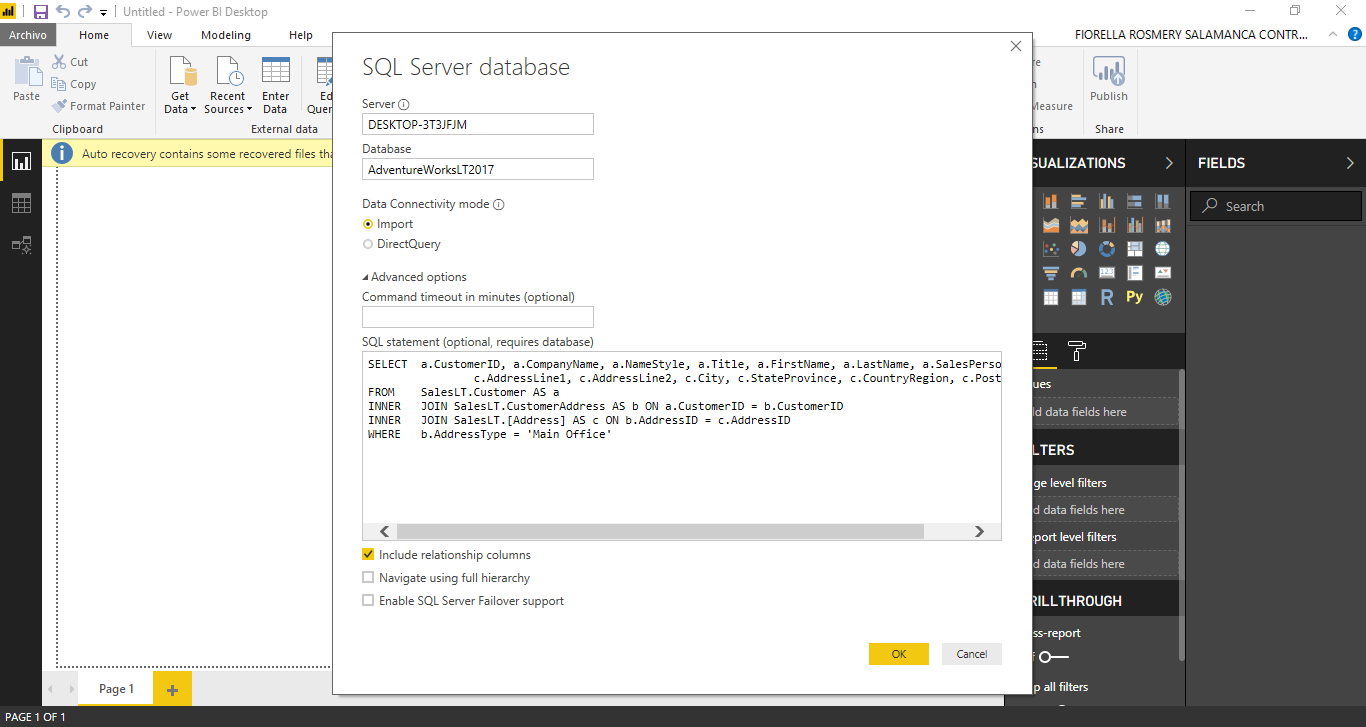 Untitled - Power BI Desktop
Archivo Home View Modeling Help
FIORELLA ROSMERY SALAMANCA CONTR...
Paste
Cut
Copy
Format Painter
Clipboard
Get Data
Recent Sources
Enter Data
Ed
Quer
External data
re
Measure
ns
Publish
Share
Auto recovery contains some recovered files tha
SQL Server database
Server
DESKTOP-3T3JFJM
Database
AdventureWorksLT2017
Data Connectivity mode
Import
DirectQuery
Advanced options
Command timeout in minutes (optional)
SQL statement (optional, requires database)
SELECT a.CustomerID, a.CompanyName, a.NameStyle, a.Title, a.FirstName, a.LastName, a.SalesPerso
c.AddressLine1, c.AddressLine2, c.City, c.StateProvince, c.CountryRegion, c.Post
FROM SalesLT.Customer AS a
INNER JOIN SalesLT.CustomerAddress AS b ON a.CustomerID = b.CustomerID
INNER JOIN SalesLT.[Address] AS c ON b.AddressID = c.AddressID
WHERE b.AddressType = 'Main Office'
Include relationship columns
Navigate using full hierarchy
Enable SQL Server Failover support
OK Cancel
SUALIZATIONS
FIELDS
Search
123
R Py
ues
ld data fields here
LTERS
ge level filters
d data fields here
port level filters
d data fields here
RILLTHROUGH
ss-report
f
p all filters
Page 1
PAGE 1 OF 1